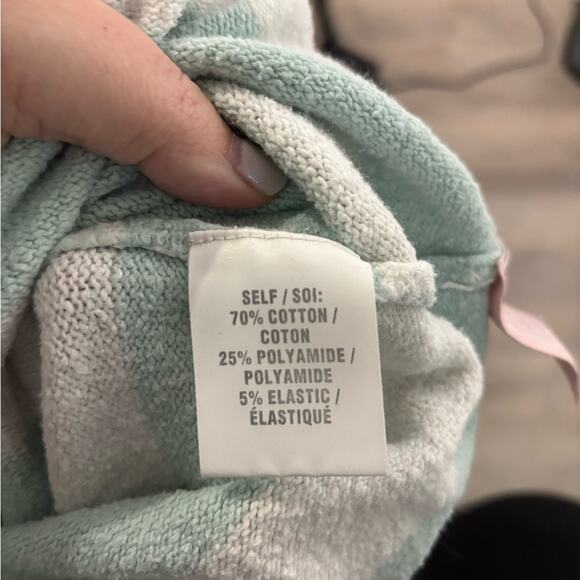 SELF / SOI:
70% COTTON /
COTON
25% POLYAMIDE /
POLYAMIDE
5% ELASTIC /
ÉLASTIQUÉ